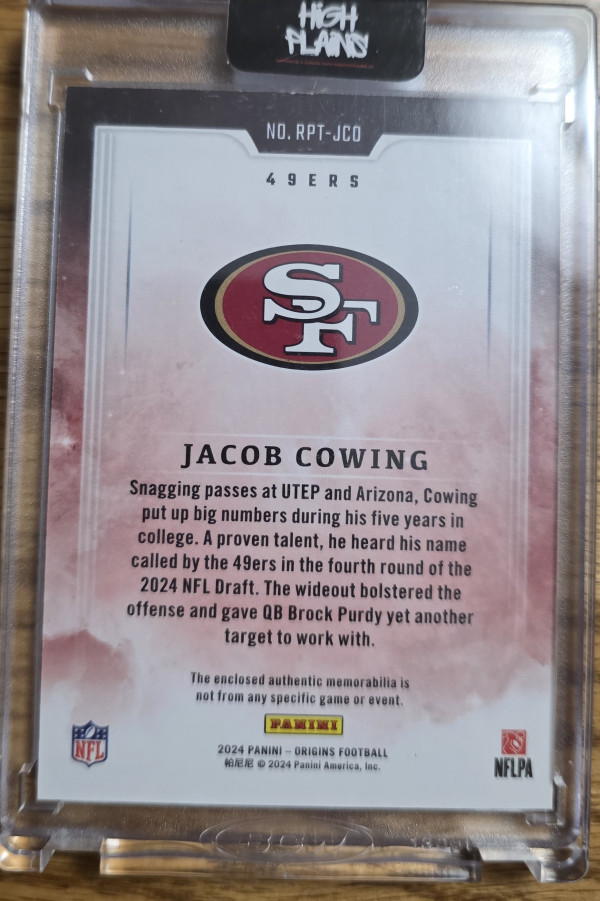 HIGH
PLAINS
NO. RPT-JCO
49ERS
SF
JACOB COWING
Snagging passes at UTEP and Arizona, Cowing
put up big numbers during his five years in
college. A proven talent, he heard his name
called by the 49ers in the fourth round of the
2024 NFL Draft. The wideout bolstered the
offense and gave QB Brock Purdy yet another
target to work with.
The enclosed authentic memorabilia is
not from any specific game or event.
PANINI
NFL
2024 PANINI – ORIGINS FOOTBALL
帕尼尼 © 2024 Panini America, Inc.
NFLPA